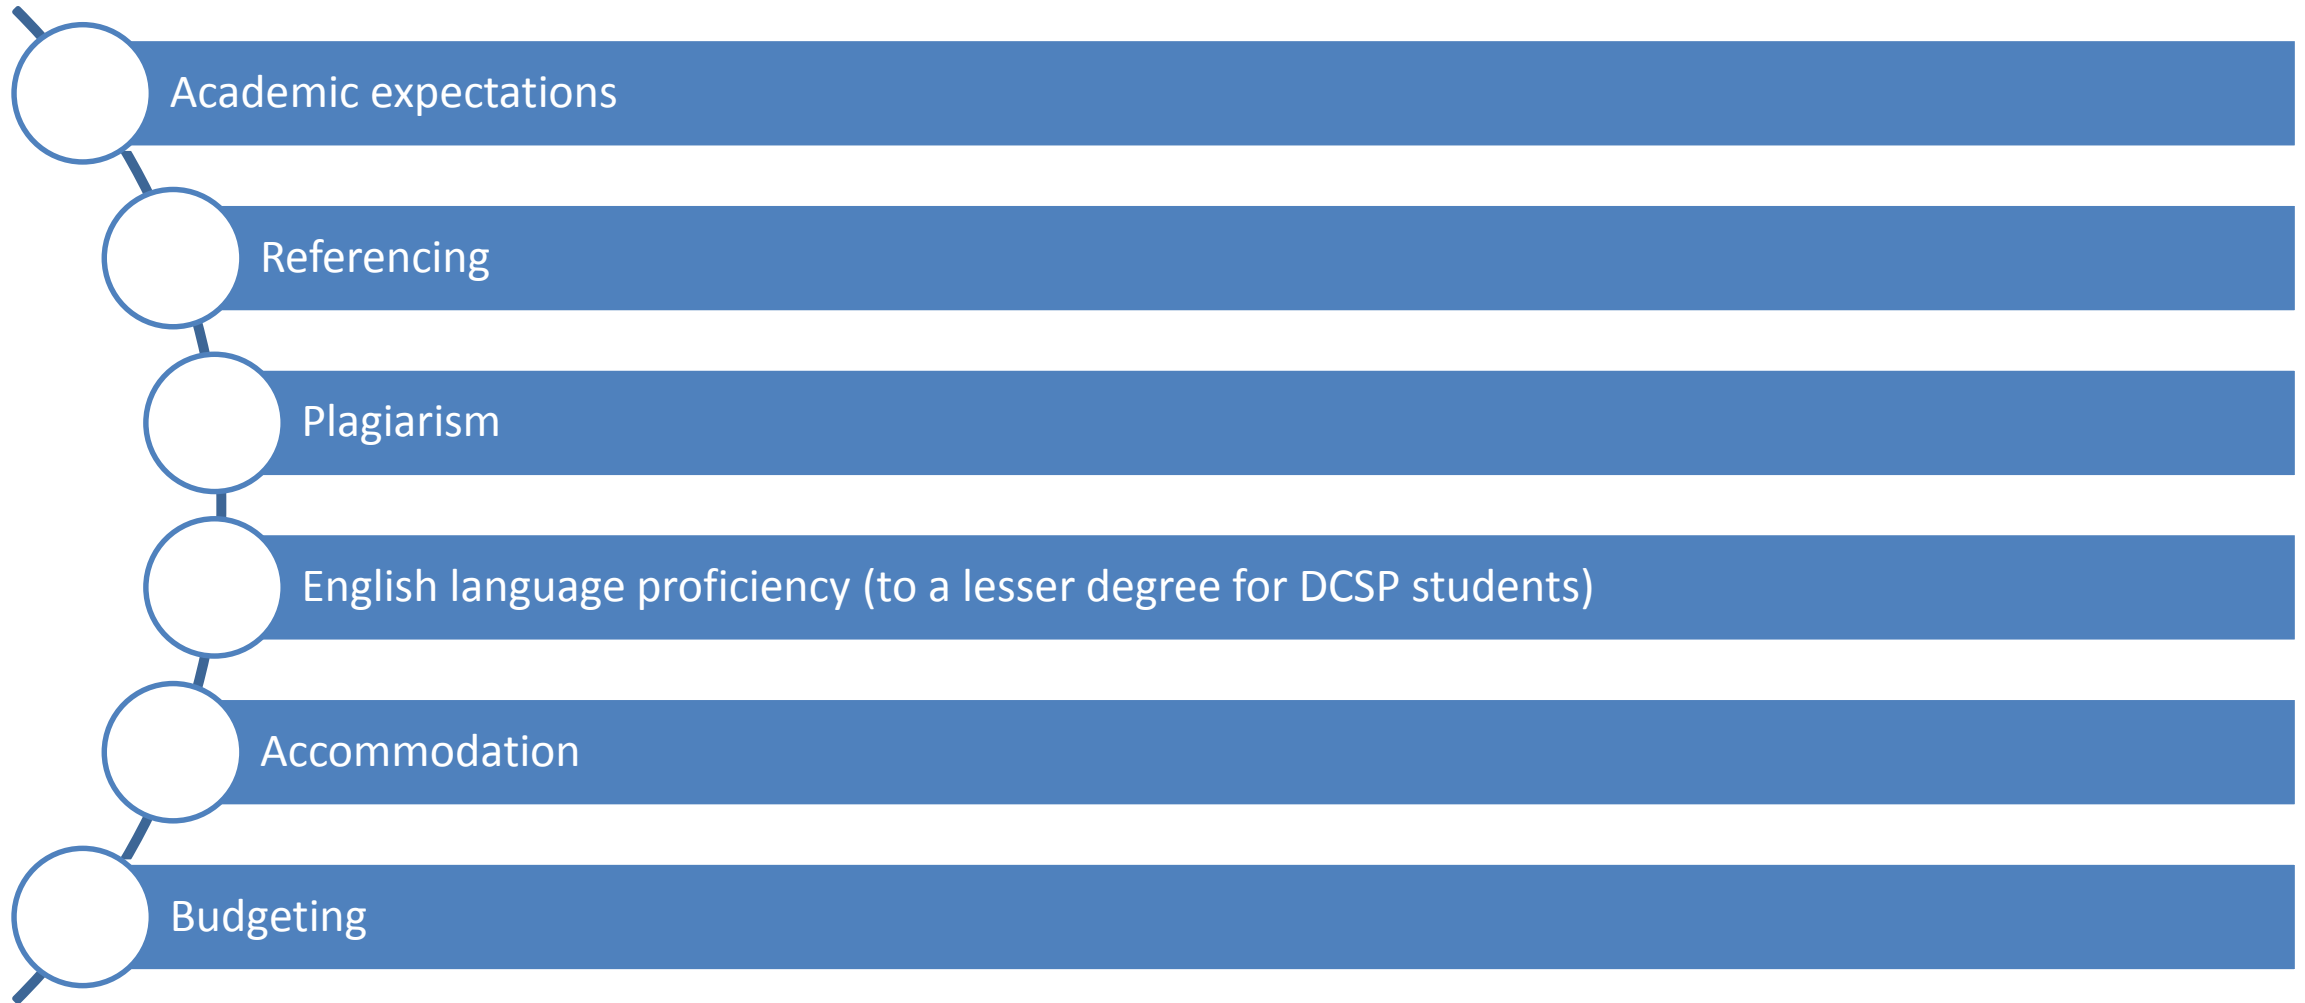 Academic expectations
Referencing
Plagiarism
English language proficiency (to a lesser degree for DCSP students)
Accommodation
Budgeting